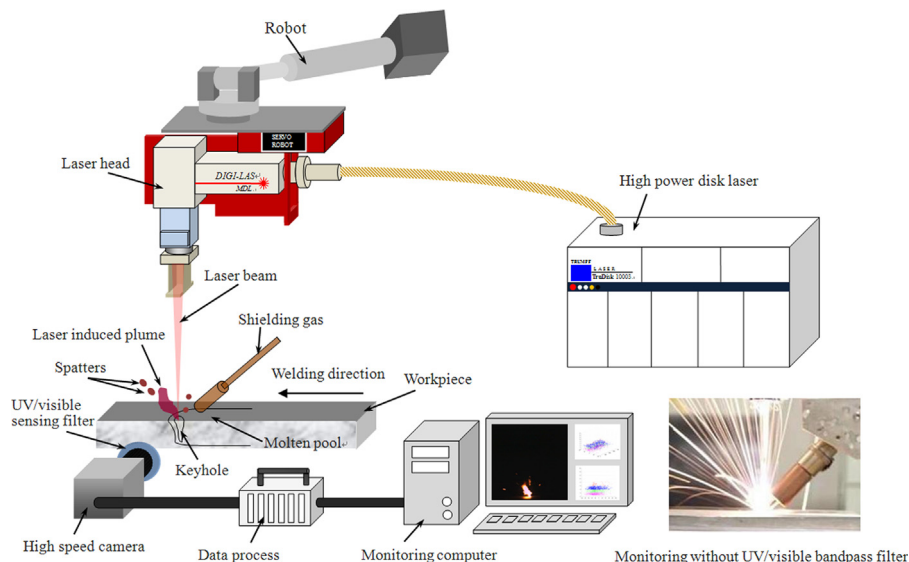 Robot
SERVO
ROBOT
Laser head
DIGI-LAS+
MDL
High power disk laser
TRUMPF
LASER
TruDisk 10003
Laser beam
Shielding gas
Laser induced plume
Spatters
Welding direction
Workpiece
UV/visible
sensing filter
Molten pool
Keyhole
High speed camera
Data process
Monitoring computer
Monitoring without UV/visible bandpass filter